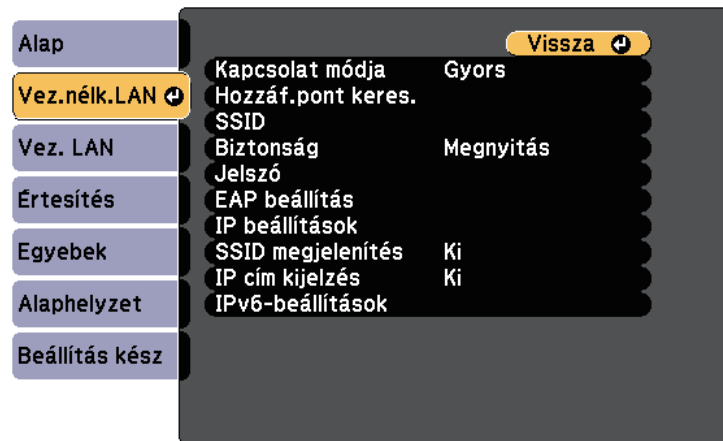 Alap
Vez.nélk.LAN
Vez. LAN
Értesítés
Egyebek
Alaphelyzet
Beállítás kész
Vissza
Kapcsolat módja Gyors
Hozzáf.pont keres.
SSID
Biztonság Megnyitás
Jelszó
EAP beállítás
IP beállítások
SSID megjelenítés Ki
IP cím kijelzés Ki
IPv6-beállítások